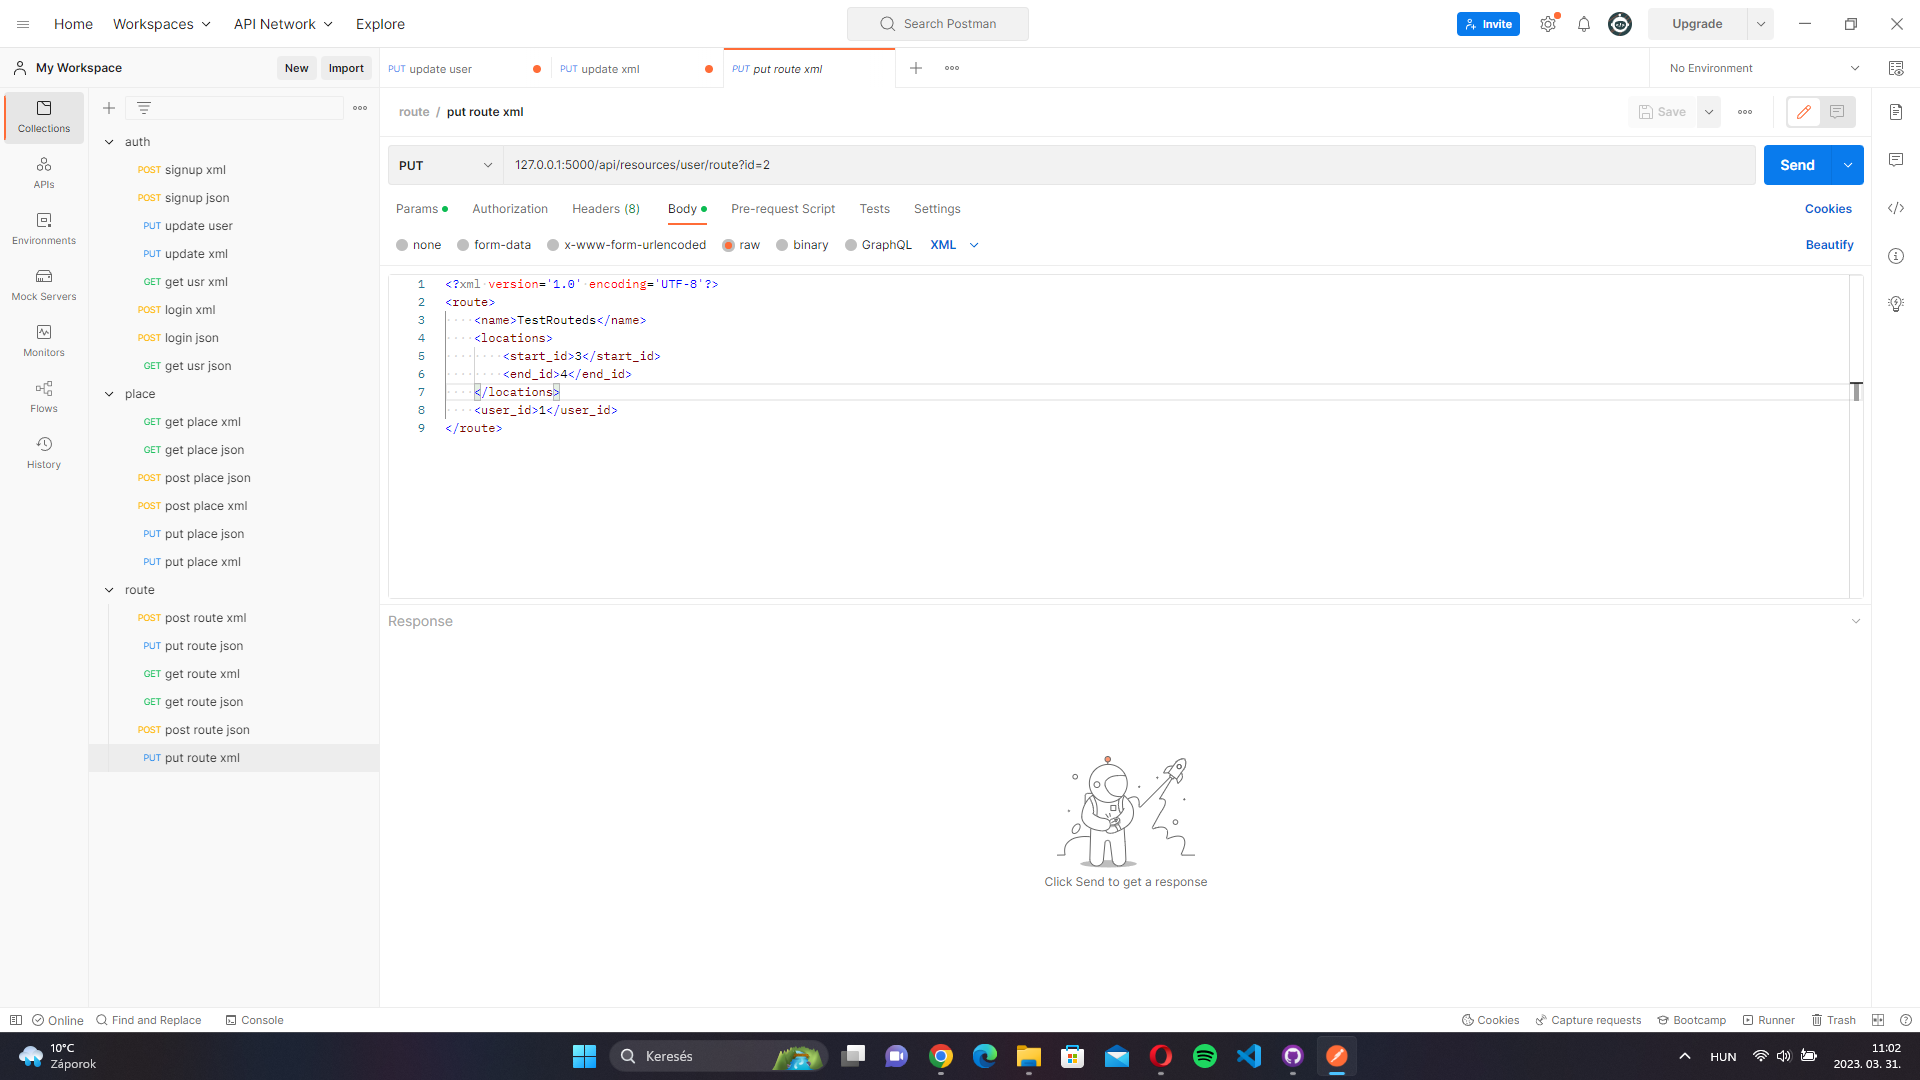 Home Workspaces API Network Explore Search Postman Invite Upgrade
My Workspace New Import PUT update user PUT update xml PUT put route xml No Environment
Collections
APIs
Environments
Mock Servers
Monitors
Flows
History
auth
POST signup xml
POST signup json
PUT update user
PUT update xml
GET get usr xml
POST login xml
POST login json
GET get usr json
place
GET get place xml
GET get place json
POST post place json
POST post place xml
PUT put place json
PUT put place xml
route
POST post route xml
PUT put route json
GET get route xml
GET get route json
POST post route json
PUT put route xml
route / put route xml Save
PUT 127.0.0.1:5000/api/resources/user/route?id=2 Send
Params Authorization Headers (8) Body Pre-request Script Tests Settings Cookies
none form-data x-www-form-urlencoded raw binary GraphQL XML Beautify
1 <?xml version='1.0' encoding='UTF-8'?>
2 <route>
3 <name>TestRouteds</name>
4 <locations>
5 <start_id>3</start_id>
6 <end_id>4</end_id>
7 </locations>
8 <user_id>1</user_id>
9 </route>
Response
Click Send to get a response
Online Find and Replace Console Cookies Capture requests Bootcamp Runner Trash
10°C
Záporok
Keresés
HUN
11:02
2023. 03. 31.